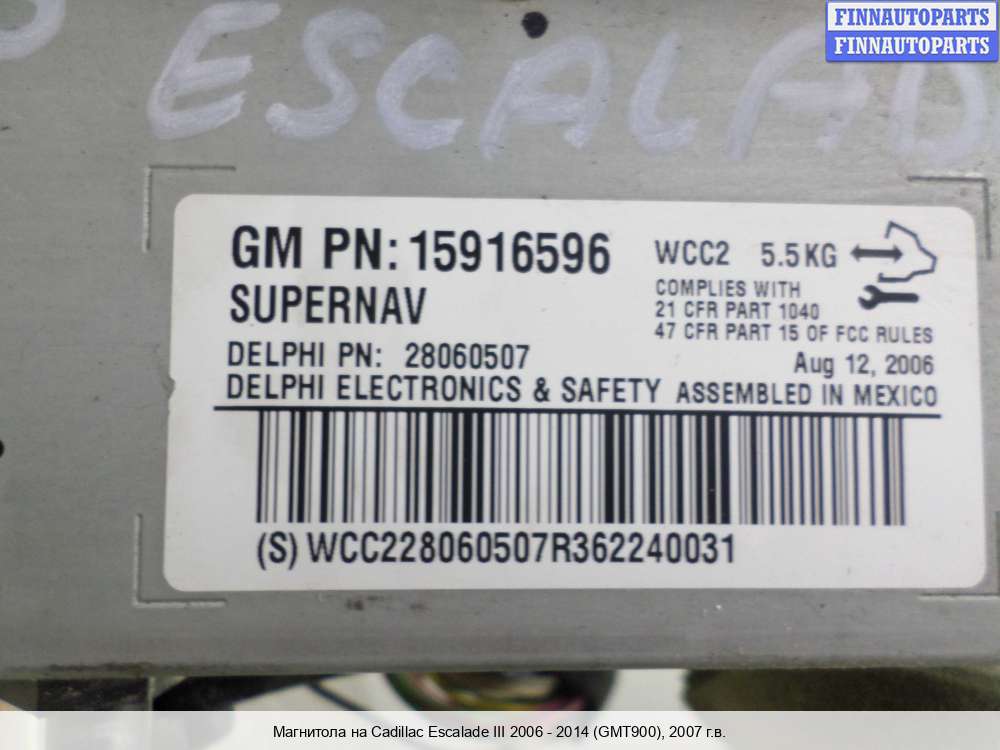 FINNAUTOPARTS
FINNAUTOPARTS
ESCALAD
GM PN: 15916596
SUPERNAV
WCC2 5.5KG
COMPLIES WITH
21 CFR PART 1040
47 CFR PART 15 OF FCC RULES
DELPHI PN: 28060507
Aug 12, 2006
DELPHI ELECTRONICS & SAFETY ASSEMBLED IN MEXICO
(S) WCC228060507R362240031
Магнитола на Cadillac Escalade III 2006 - 2014 (GMT900), 2007 г.в.